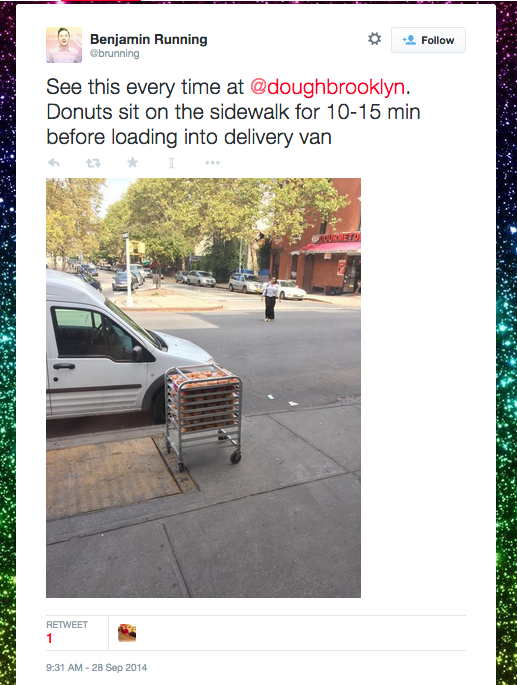 Benjamin Running
@brunning
Follow
See this every time at @doughbrooklyn.
Donuts sit on the sidewalk for 10-15 min
before loading into delivery van
RETWEET
1
9:31 AM - 28 Sep 2014